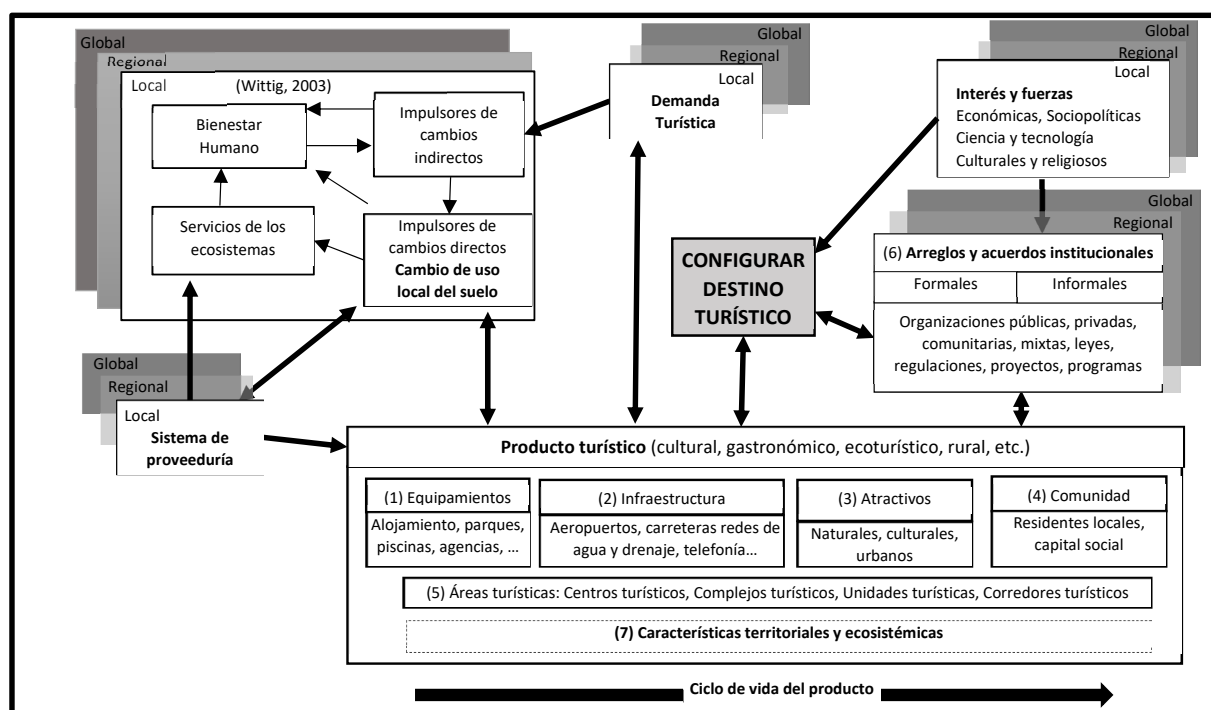 Global
Regional
Local
(Wittig, 2003)
Bienestar
Humano
Impulsores de
cambios
indirectos
Servicios de los
ecosistemas
Impulsores de
cambios directos
Cambio de uso
local del suelo
Global
Regional
Local
Demanda
Turística
Global
Regional
Local
Interés y fuerzas
Económicas, Sociopolíticas
Ciencia y tecnología
Culturales y religiosos
Global
Regional
(6) Arreglos y acuerdos institucionales
Formales
Informales
Organizaciones públicas, privadas,
comunitarias, mixtas, leyes,
regulaciones, proyectos, programas
CONFIGURAR
DESTINO
TURÍSTICO
Global
Regional
Local
Sistema de
proveeduría
Producto turístico (cultural, gastronómico, ecoturístico, rural, etc.)
(1) Equipamientos
Alojamiento, parques,
piscinas, agencias, …
(2) Infraestructura
Aeropuertos, carreteras redes de
agua y drenaje, telefonía…
(3) Atractivos
Naturales, culturales,
urbanos
(4) Comunidad
Residentes locales,
capital social
(5) Áreas turísticas: Centros turísticos, Complejos turísticos, Unidades turísticas, Corredores turísticos
(7) Características territoriales y ecosistémicas
Ciclo de vida del producto